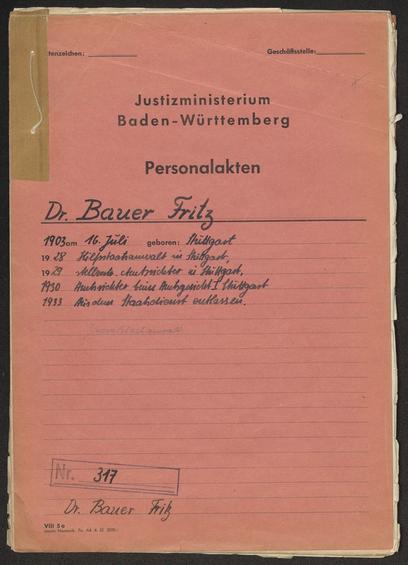 tenzeichen:
Geschäftsstelle:
Justizministerium
Baden-Württemberg
Personalakten
Dr. Bauer Fritz
1903 am 16. Juli geboren: Stuttgart
1928 Hilfsstaatsanwalt in Stuttgart,
1929 Amtsrichter in Stuttgart,
1930 Amtsrichter beim Amtsgericht I Stuttgart
1933 Aus dem Staatsdienst entlassen.
Nr. 317
Dr. Bauer Fritz
VIII 5a